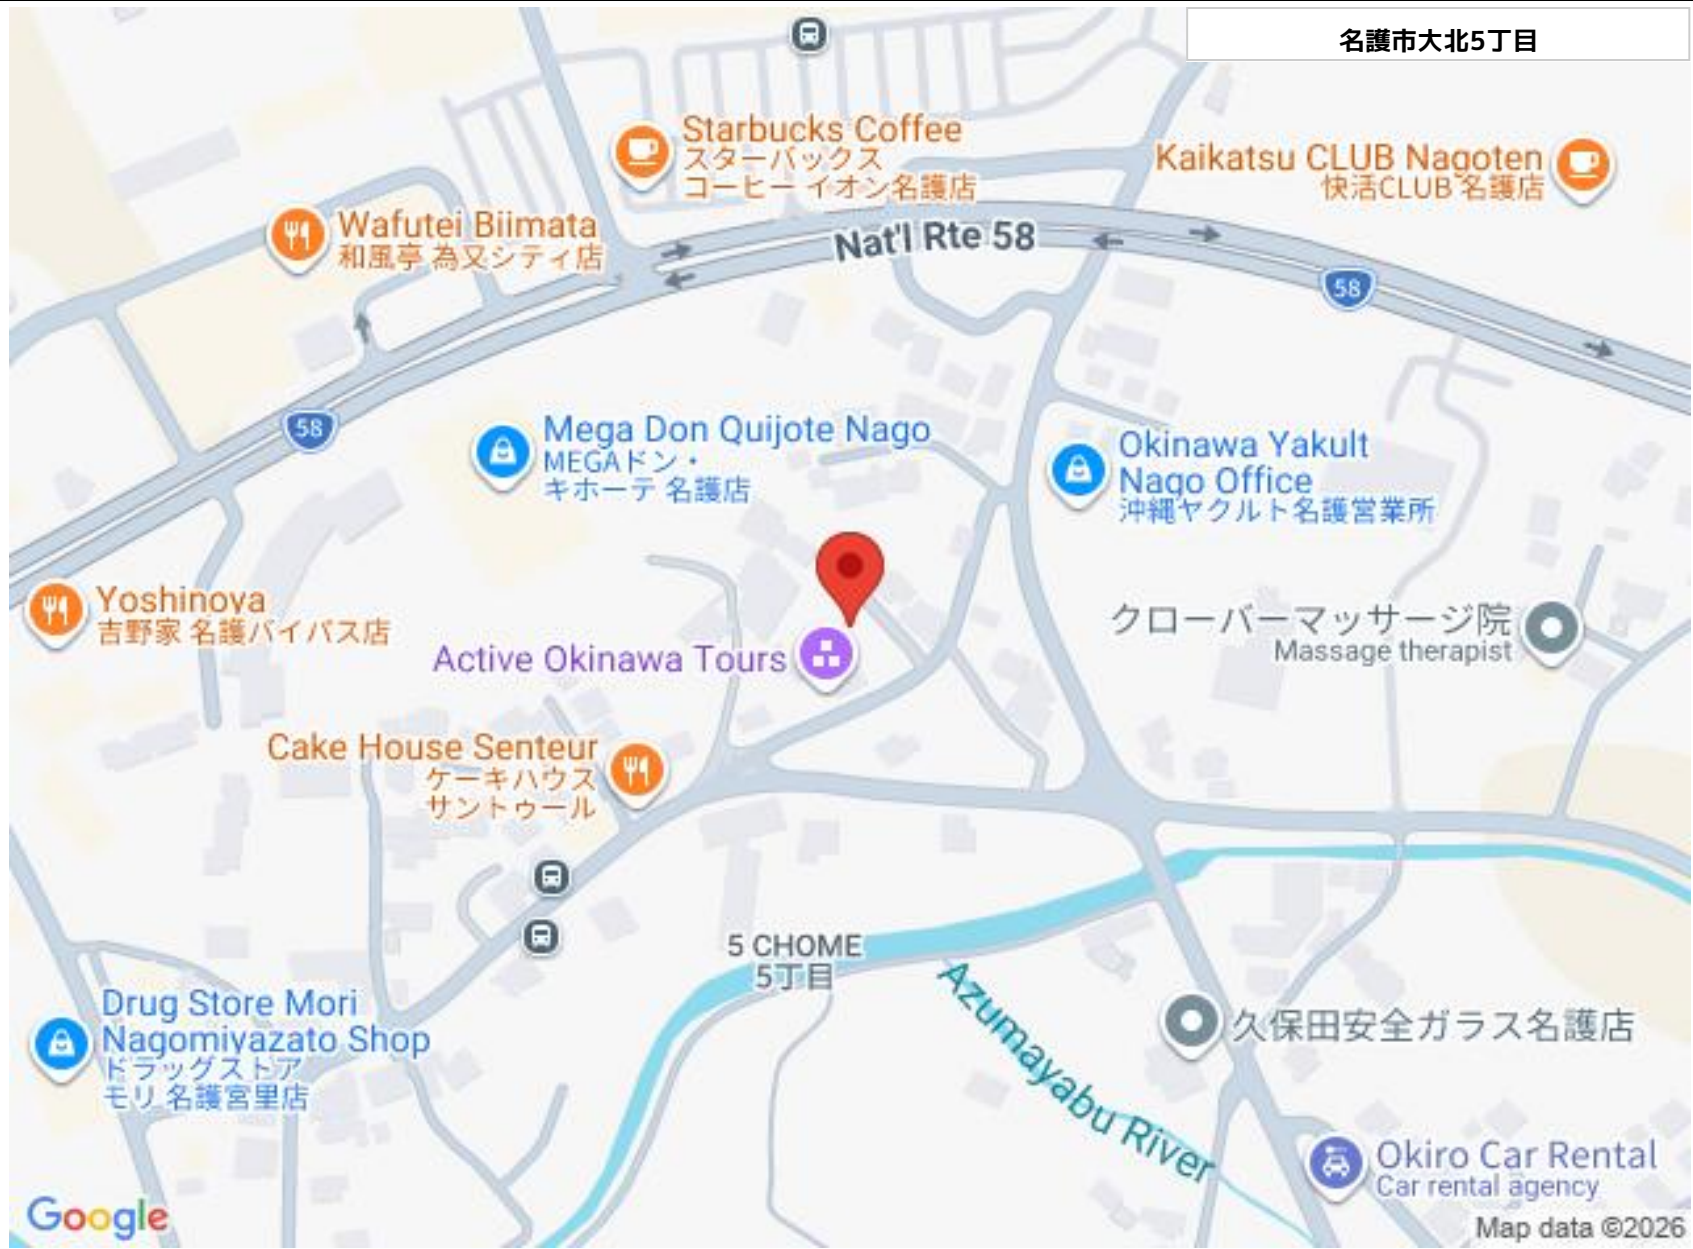 名護市大北5丁目
Starbucks Coffee
スターバックス
コーヒー イオン名護店
Kaikatsu CLUB Nagoten
快活CLUB 名護店
Wafutei Biimata
和風亭 為又シティ店
Nat'l Rte 58
58
58
Mega Don Quijote Nago
MEGAドン・
キホーテ 名護店
Okinawa Yakult
Nago Office
沖縄ヤクルト名護営業所
Yoshinoya
吉野家 名護バイパス店
クローバーマッサージ院
Massage therapist
Active Okinawa Tours
Cake House Senteur
ケーキハウス
サントゥール
5 CHOME
5丁目
Azumayabu River
Drug Store Mori
Nagomiyazato Shop
ドラッグストア
モリ 名護宮里店
久保田安全ガラス名護店
Okiro Car Rental
Car rental agency
Google
Map data ©2026